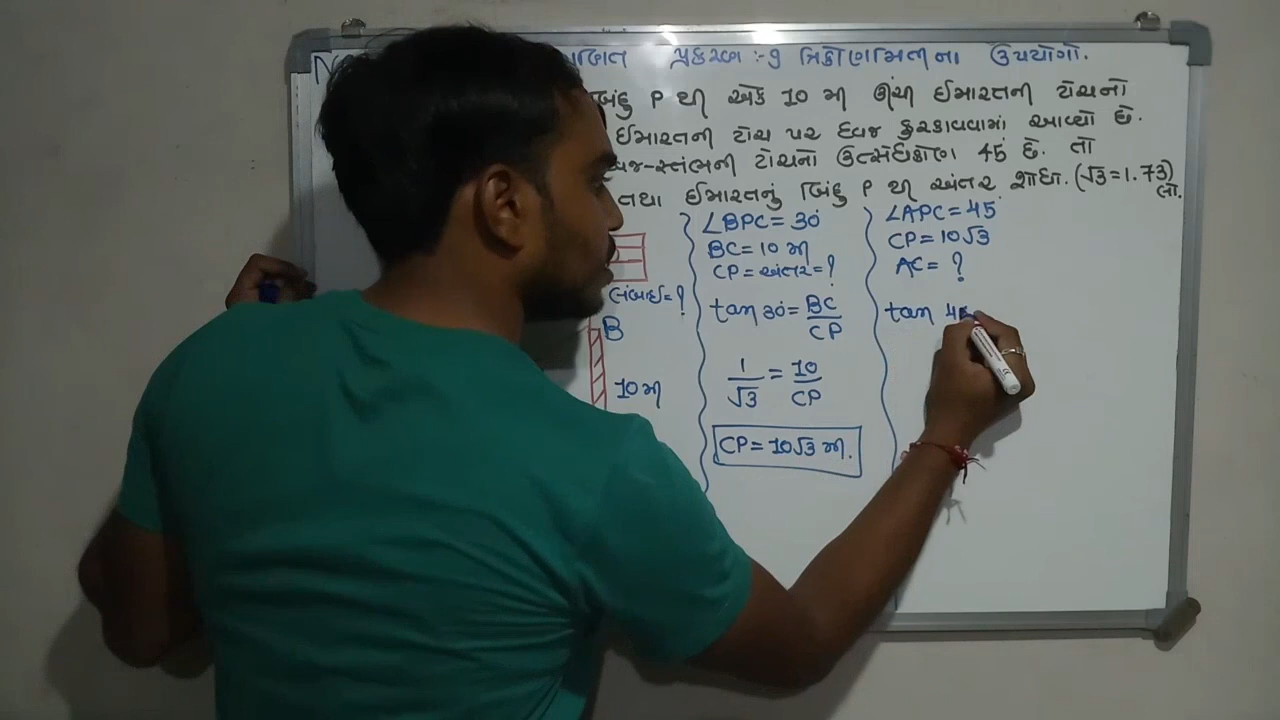 પ્રકરણ :- 9 ત્રિકોણમિતીના ઉપયોગો.
બિંદુ P થી એક 10 મી ઊંચી ઈમારતની ટોચનો
ઈમારતની ટોચ પર ધ્વજ ફરકાવવામાં આવ્યો છે.
સ્તંભની ટોચનો ઉત્સેધકોણ 45 છે. તો
તથા ઈમારતનું બિંદુ P થી અંતર શોધો. (√3=1.73) લો.
લંબાઈ=?
B
10 મી
∠BPC = 30
BC = 10 મી
CP = અંતર = ?
tan 30 = BC/CP
1/√3 = 10/CP
CP = 10√3 મી.
∠APC = 45
CP = 10√3
AC = ?
tan 45